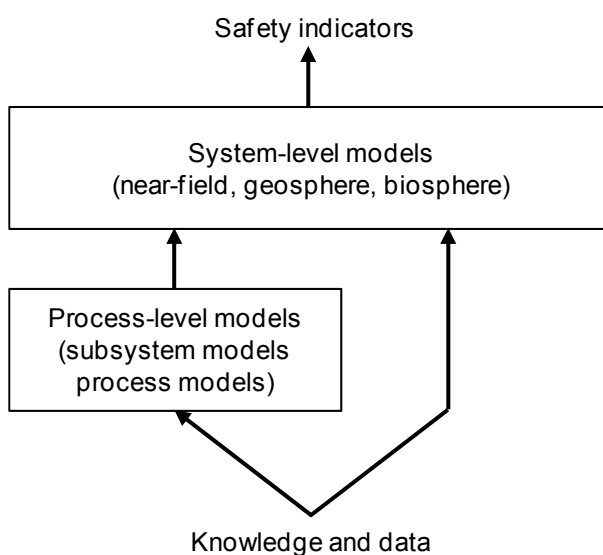 Safety indicators
System-level models
(near-field, geosphere, biosphere)
Process-level models
(subsystem models
process models)
Knowledge and data